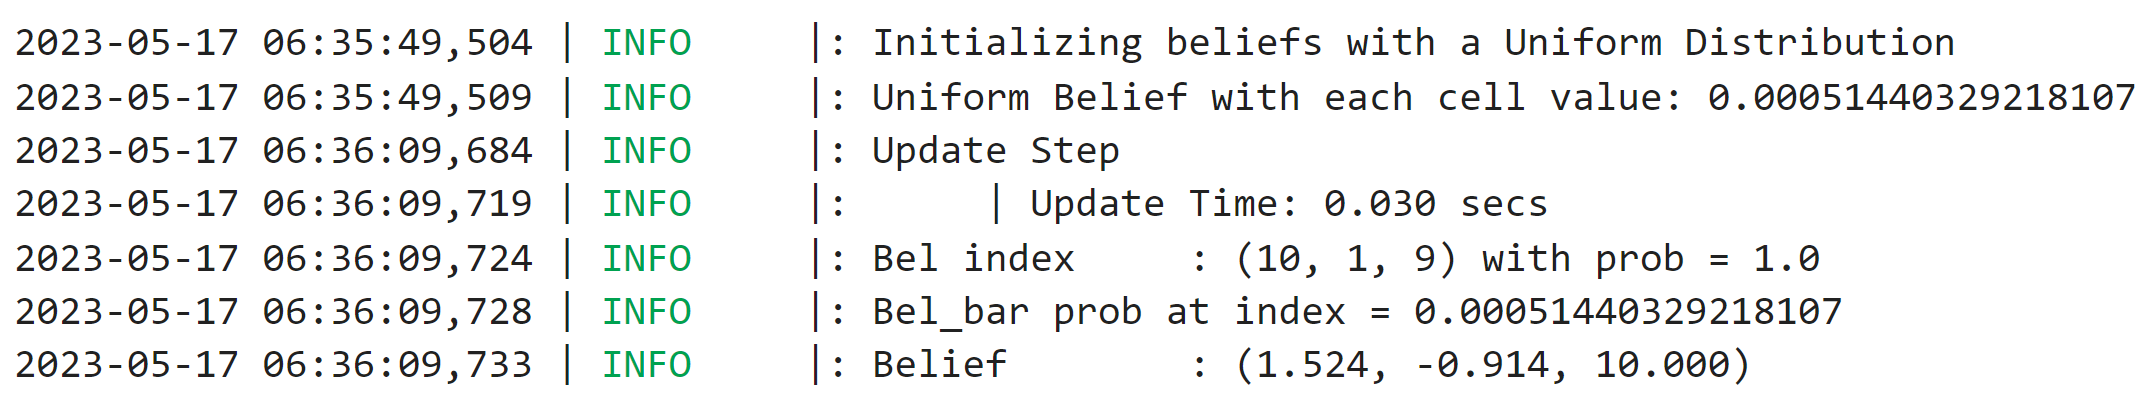 2023-05-17 06:35:49,504 | INFO     |: Initializing beliefs with a Uniform Distribution
2023-05-17 06:35:49,509 | INFO     |: Uniform Belief with each cell value: 0.00051440329218107
2023-05-17 06:36:09,684 | INFO     |: Update Step
2023-05-17 06:36:09,719 | INFO     |:      | Update Time: 0.030 secs
2023-05-17 06:36:09,724 | INFO     |: Bel index     : (10, 1, 9) with prob = 1.0
2023-05-17 06:36:09,728 | INFO     |: Bel_bar prob at index = 0.00051440329218107
2023-05-17 06:36:09,733 | INFO     |: Belief        : (1.524, -0.914, 10.000)